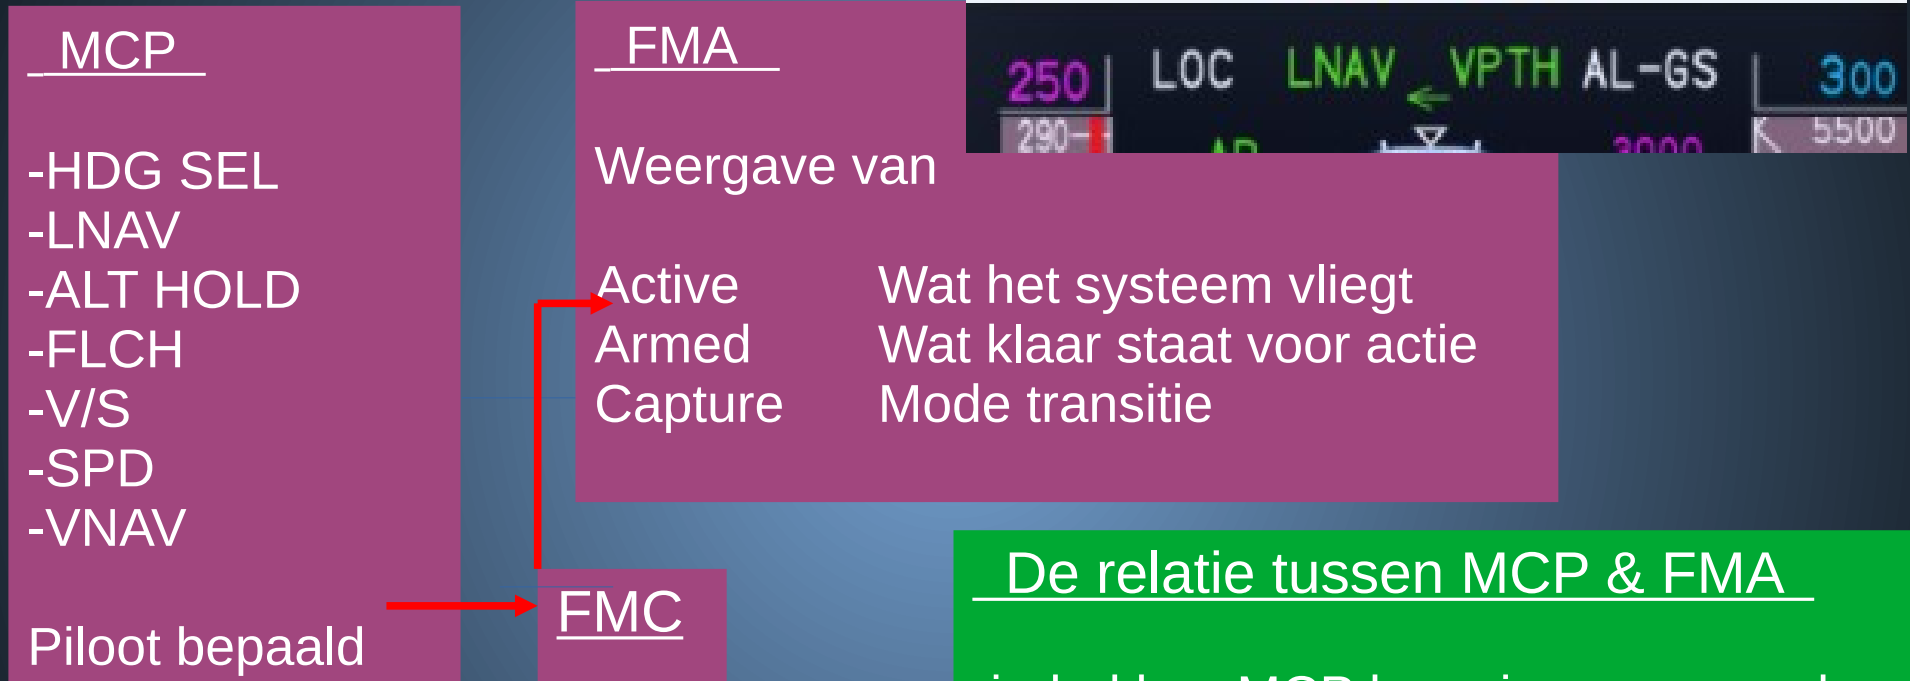 MCP
-HDG SEL
-LNAV
-ALT HOLD
-FLCH
-V/S
-SPD
-VNAV
Piloot bepaald
FMA
Weergave van
Active Wat het systeem vliegt
Armed Wat klaar staat voor actie
Capture Mode transitie
250 LOC LNAV VPTH AL-GS 300
290 5500
3000
FMC
De relatie tussen MCP & FMA
MCP